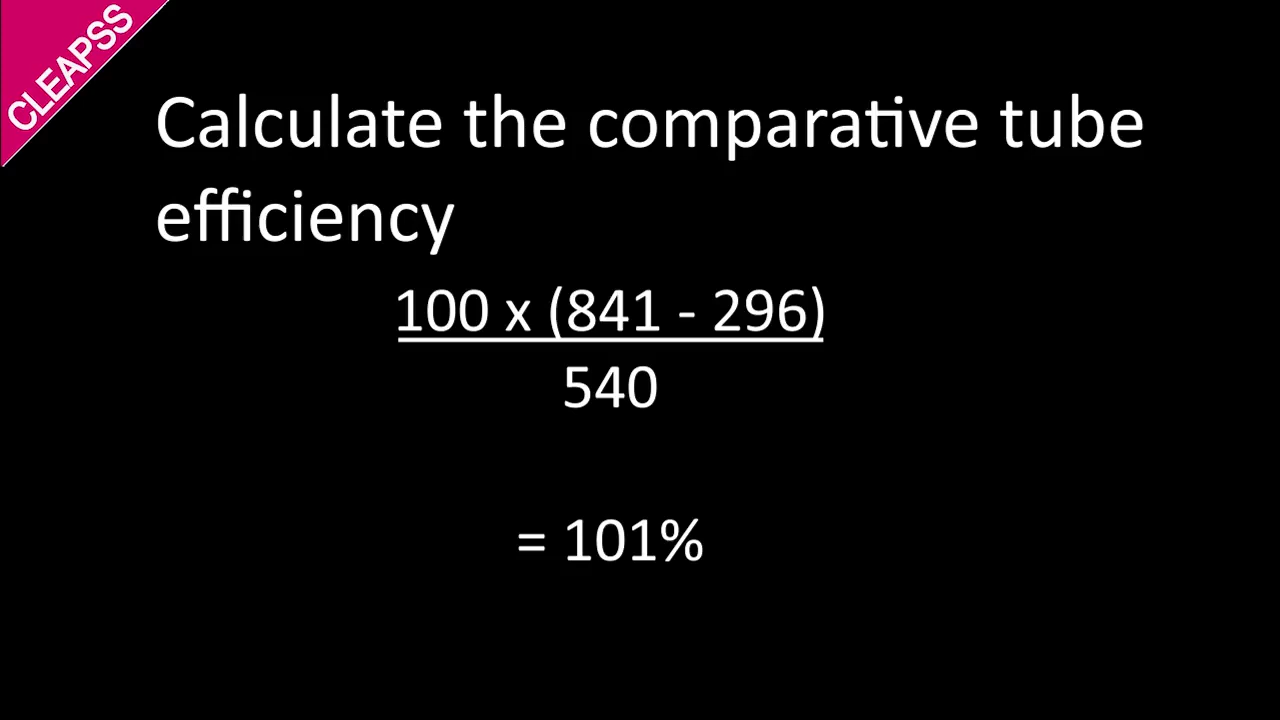 CLEAPSS
Calculate the comparative tube
efficiency
100 x (841 - 296)
540
= 101%